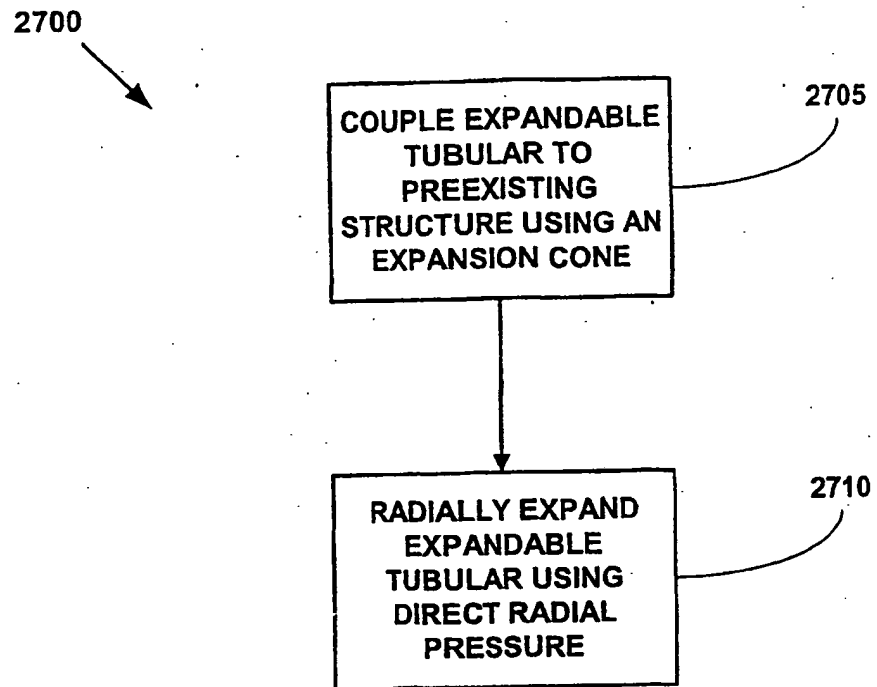 2700
COUPLE EXPANDABLE
TUBULAR TO
PREEXISTING
STRUCTURE USING AN
EXPANSION CONE
2705
RADIALLY EXPAND
EXPANDABLE
TUBULAR USING
DIRECT RADIAL
PRESSURE
2710